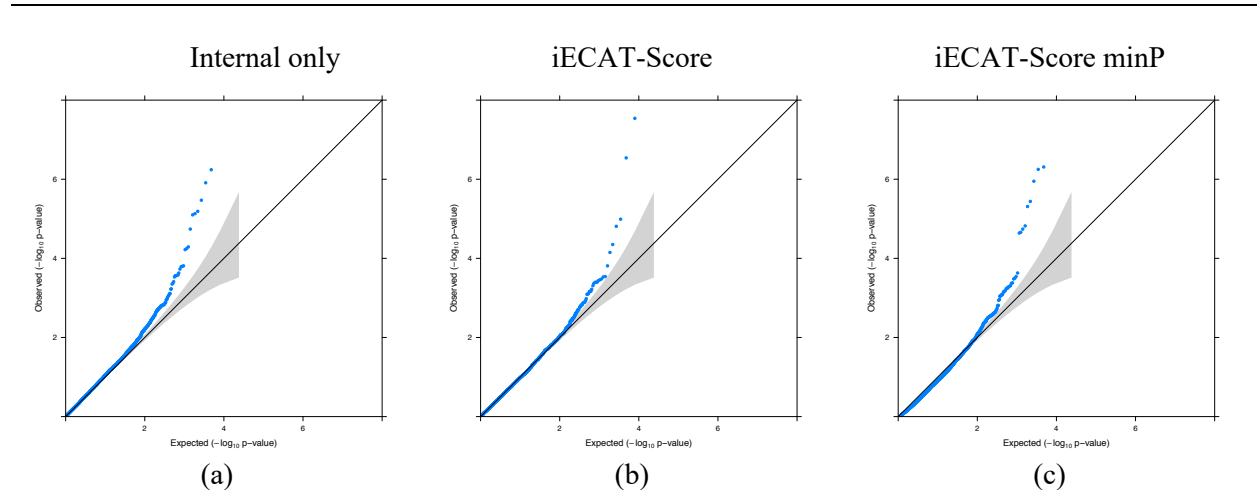 Internal only
iECAT-Score
iECAT-Score minP
Observed (−log10 p-value)
6
4
2
2
4
6
Expected (−log10 p-value)
(a)
Observed (−log10 p-value)
6
4
2
2
4
6
Expected (−log10 p-value)
(b)
Observed (−log10 p-value)
6
4
2
2
4
6
Expected (−log10 p-value)
(c)